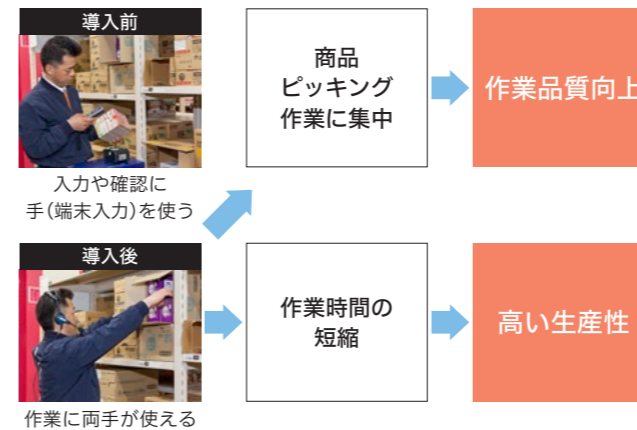 導入前
入力や確認に
手(端末入力)を使う
商品
ピッキング
作業に集中
作業品質向上
導入後
作業に両手が使える
作業時間の
短縮
高い生産性